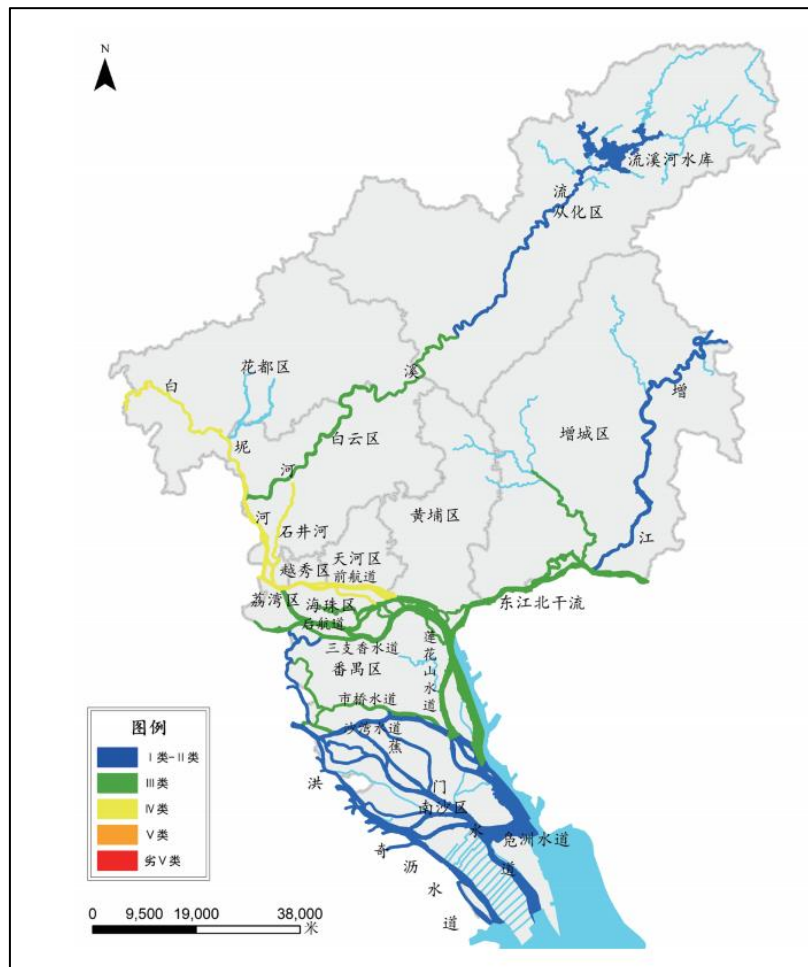 N
流溪河水库
流
从化区
溪
花都区
白
增
坭
白云区
增城区
河
河
石井河
黄埔区
江
天河区
越秀区
前航道
荔湾区
海珠区
后航道
东江北干流
三支香水道
莲花山水道
番禺区
市桥水道
沙湾水道
蕉
门
洪
南沙区
水
凫洲水道
奇
道
沥
水
道
图例
Ⅰ类-Ⅱ类
Ⅲ类
Ⅳ类
Ⅴ类
劣Ⅴ类
0 9,500 19,000 38,000
米